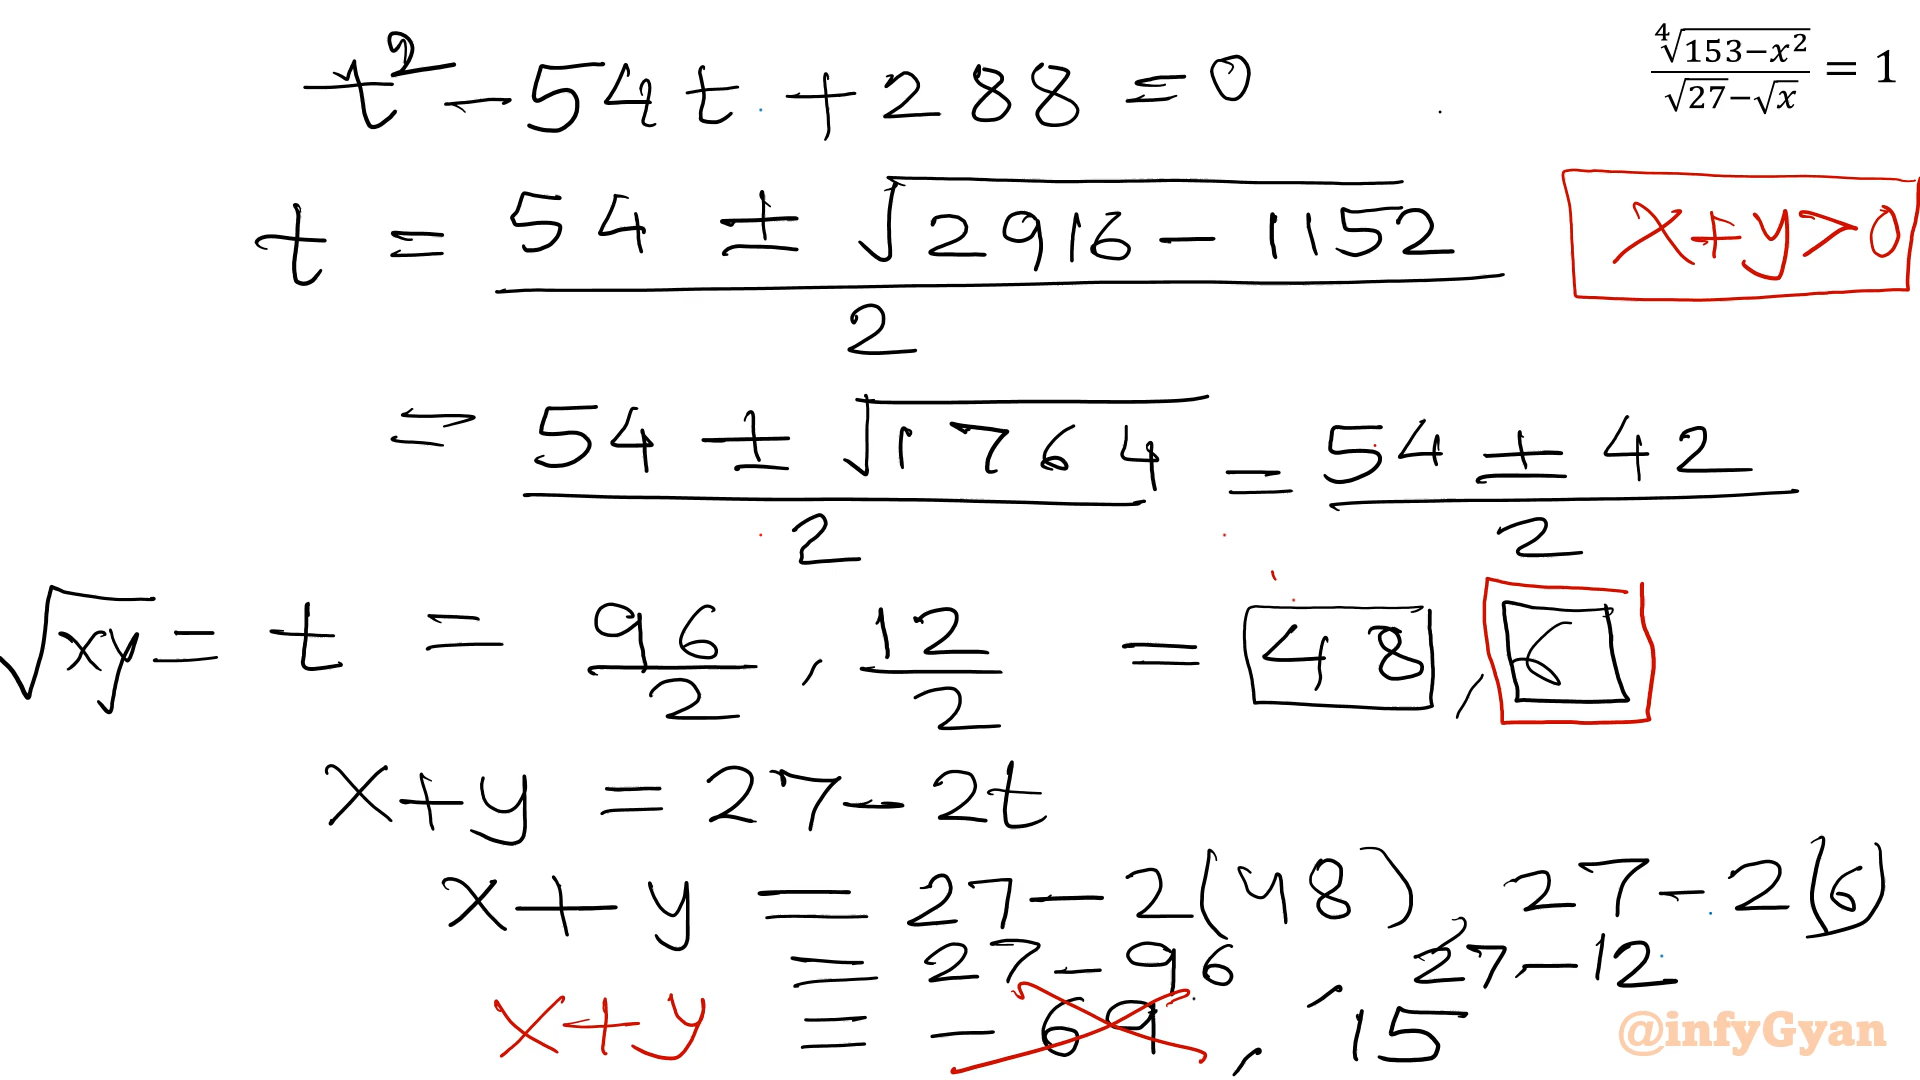 t² - 54t + 288 = 0
⁴√(153-x²) / (√27-√x) = 1
t = (54 ± √(2916 - 1152)) / 2
x+y>0
= (54 ± √1764) / 2 = (54 ± 42) / 2
√xy = t = 96/2 , 12/2 = 48 , 6
x+y = 27-2t
x+y = 27-2(48) , 27-2(6)
= 27-96 , 27-12
x+y = -69 , 15
@infyGyan